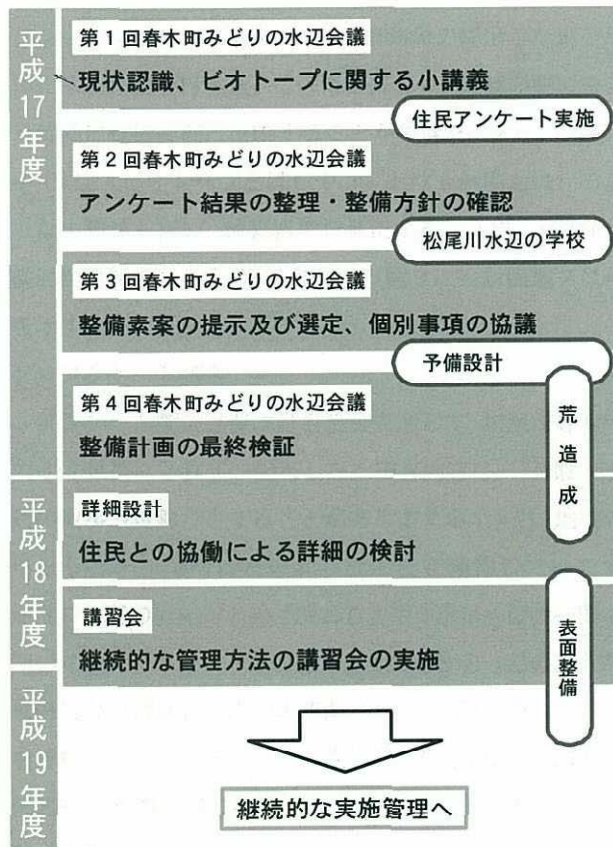 平成17年度
第1回春木町みどりの水辺会議
現状認識、ビオトープに関する小講義
住民アンケート実施
第2回春木町みどりの水辺会議
アンケート結果の整理・整備方針の確認
松尾川水辺の学校
第3回春木町みどりの水辺会議
整備素案の提示及び選定、個別事項の協議
予備設計
第4回春木町みどりの水辺会議
整備計画の最終検証
荒造成
平成18年度
詳細設計
住民との協働による詳細の検討
講習会
継続的な管理方法の講習会の実施
表面整備
平成19年度
継続的な実施管理へ